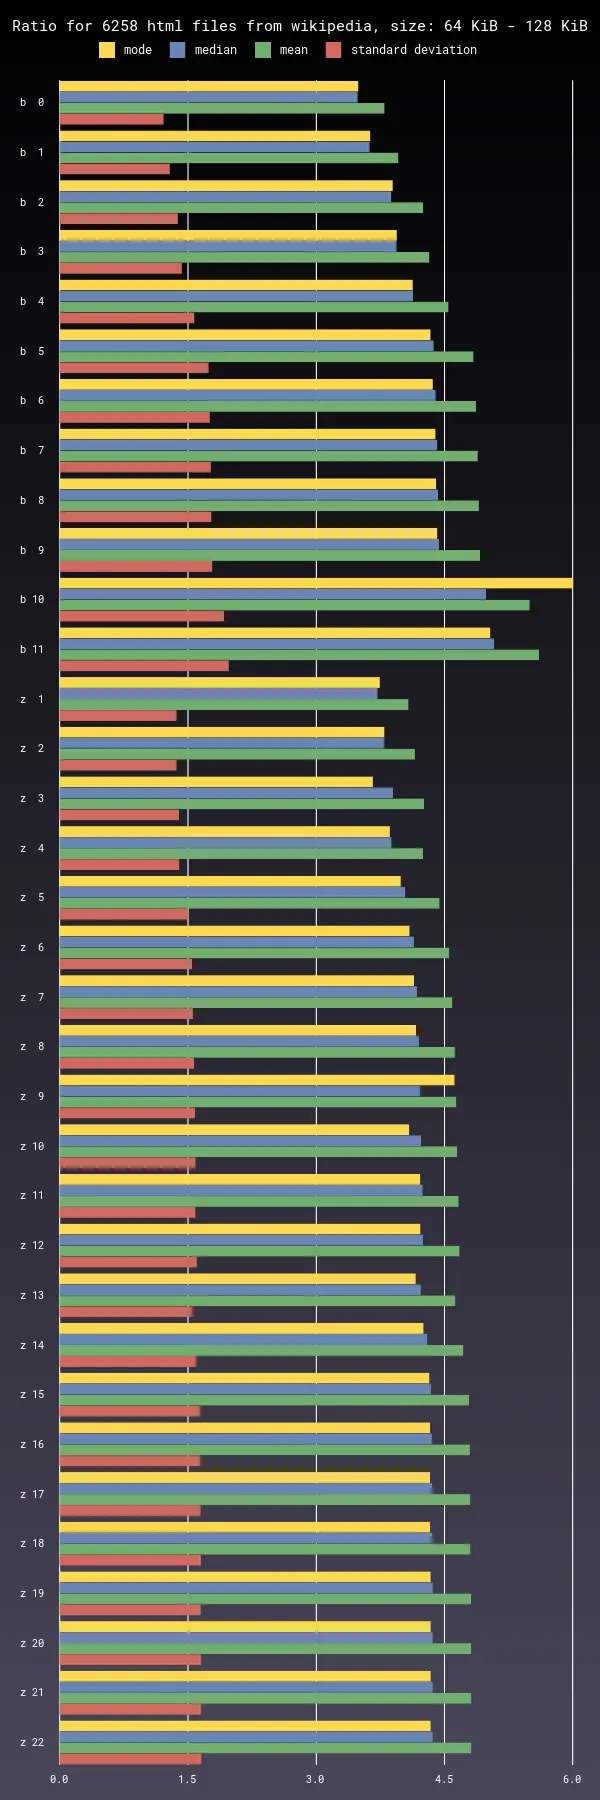 Ratio for 6258 html files from wikipedia, size: 64 KiB - 128 KiB
mode median mean standard deviation
b 0
b 1
b 2
b 3
b 4
b 5
b 6
b 7
b 8
b 9
b 10
b 11
z 1
z 2
z 3
z 4
z 5
z 6
z 7
z 8
z 9
z 10
z 11
z 12
z 13
z 14
z 15
z 16
z 17
z 18
z 19
z 20
z 21
z 22
0.0 1.5 3.0 4.5 6.0